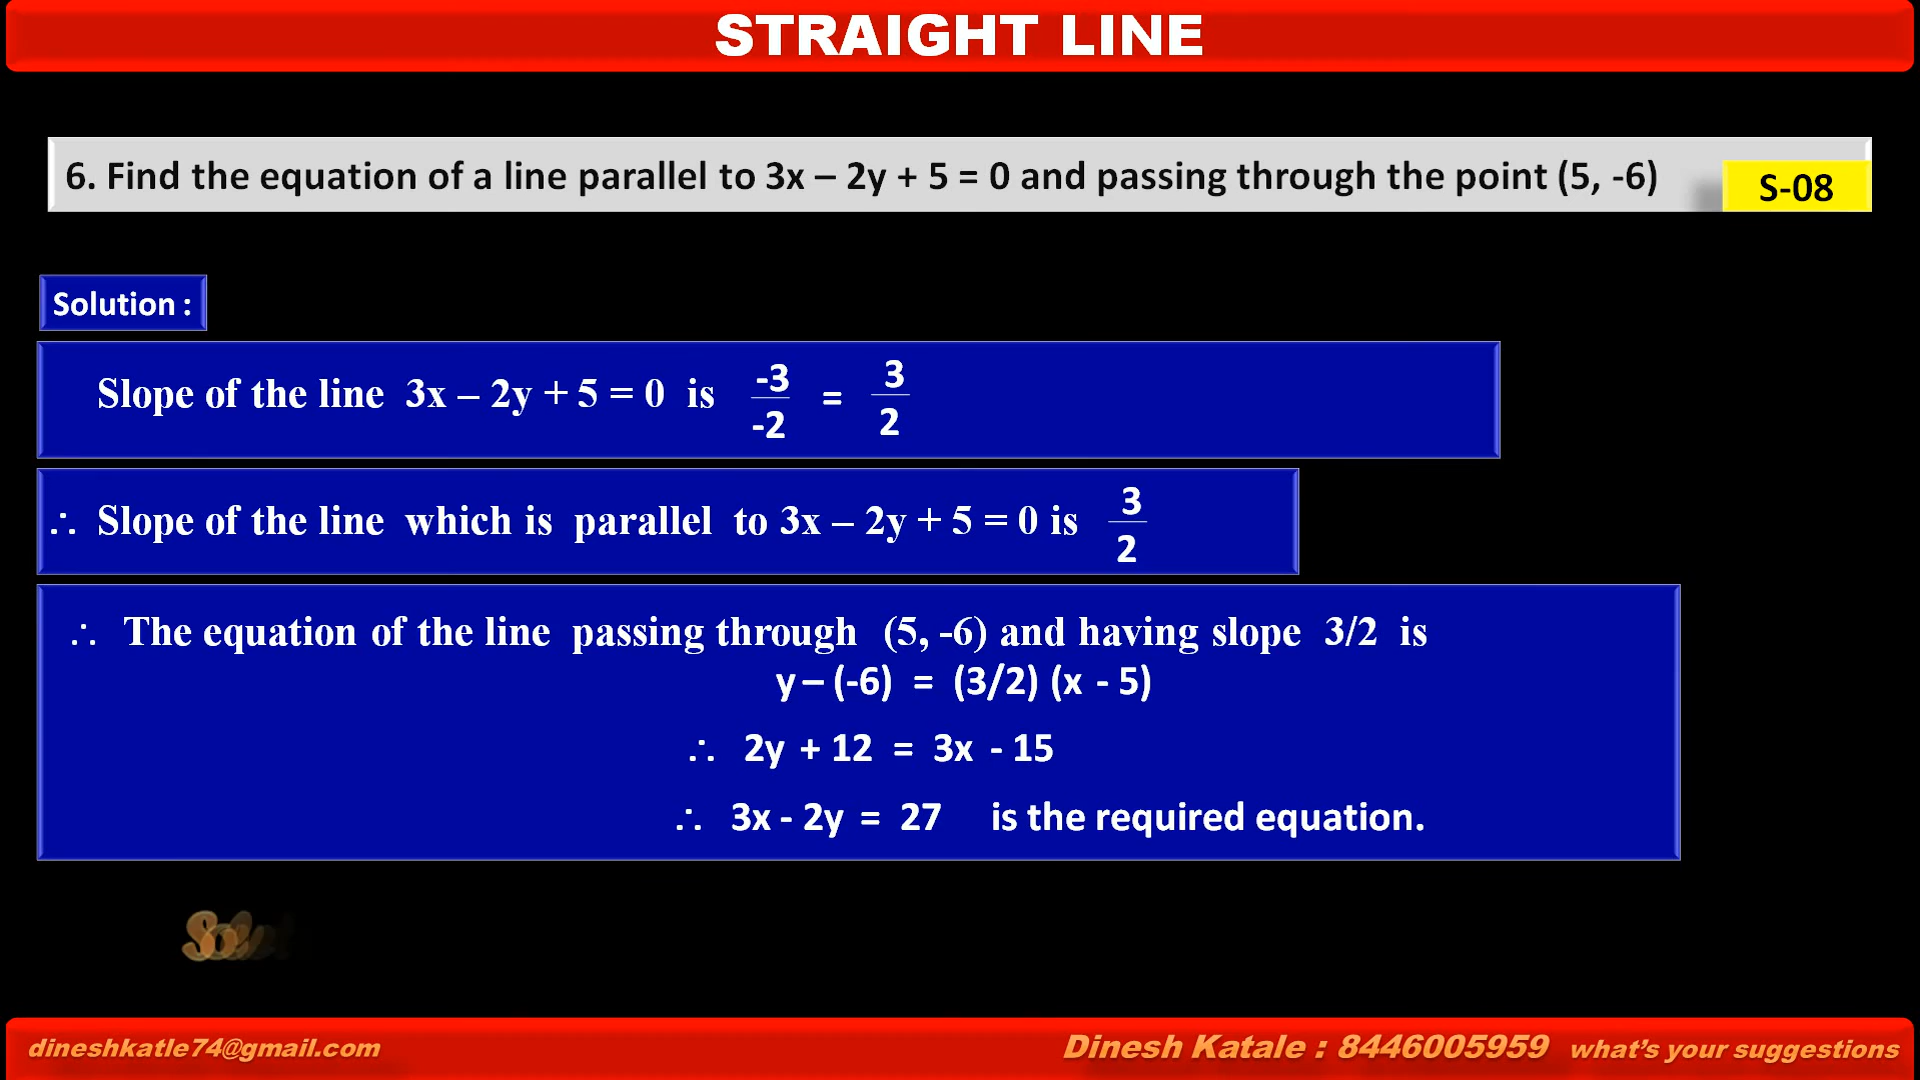 STRAIGHT LINE
6. Find the equation of a line parallel to 3x – 2y + 5 = 0 and passing through the point (5, -6)
S-08
Solution :
Slope of the line 3x – 2y + 5 = 0 is -3/-2 = 3/2
∴ Slope of the line which is parallel to 3x – 2y + 5 = 0 is 3/2
∴ The equation of the line passing through (5, -6) and having slope 3/2 is
y – (-6) = (3/2) (x - 5)
∴ 2y + 12 = 3x - 15
∴ 3x - 2y = 27 is the required equation.
dineshkatle74@gmail.com
Dinesh Katale : 8446005959 what's your suggestions